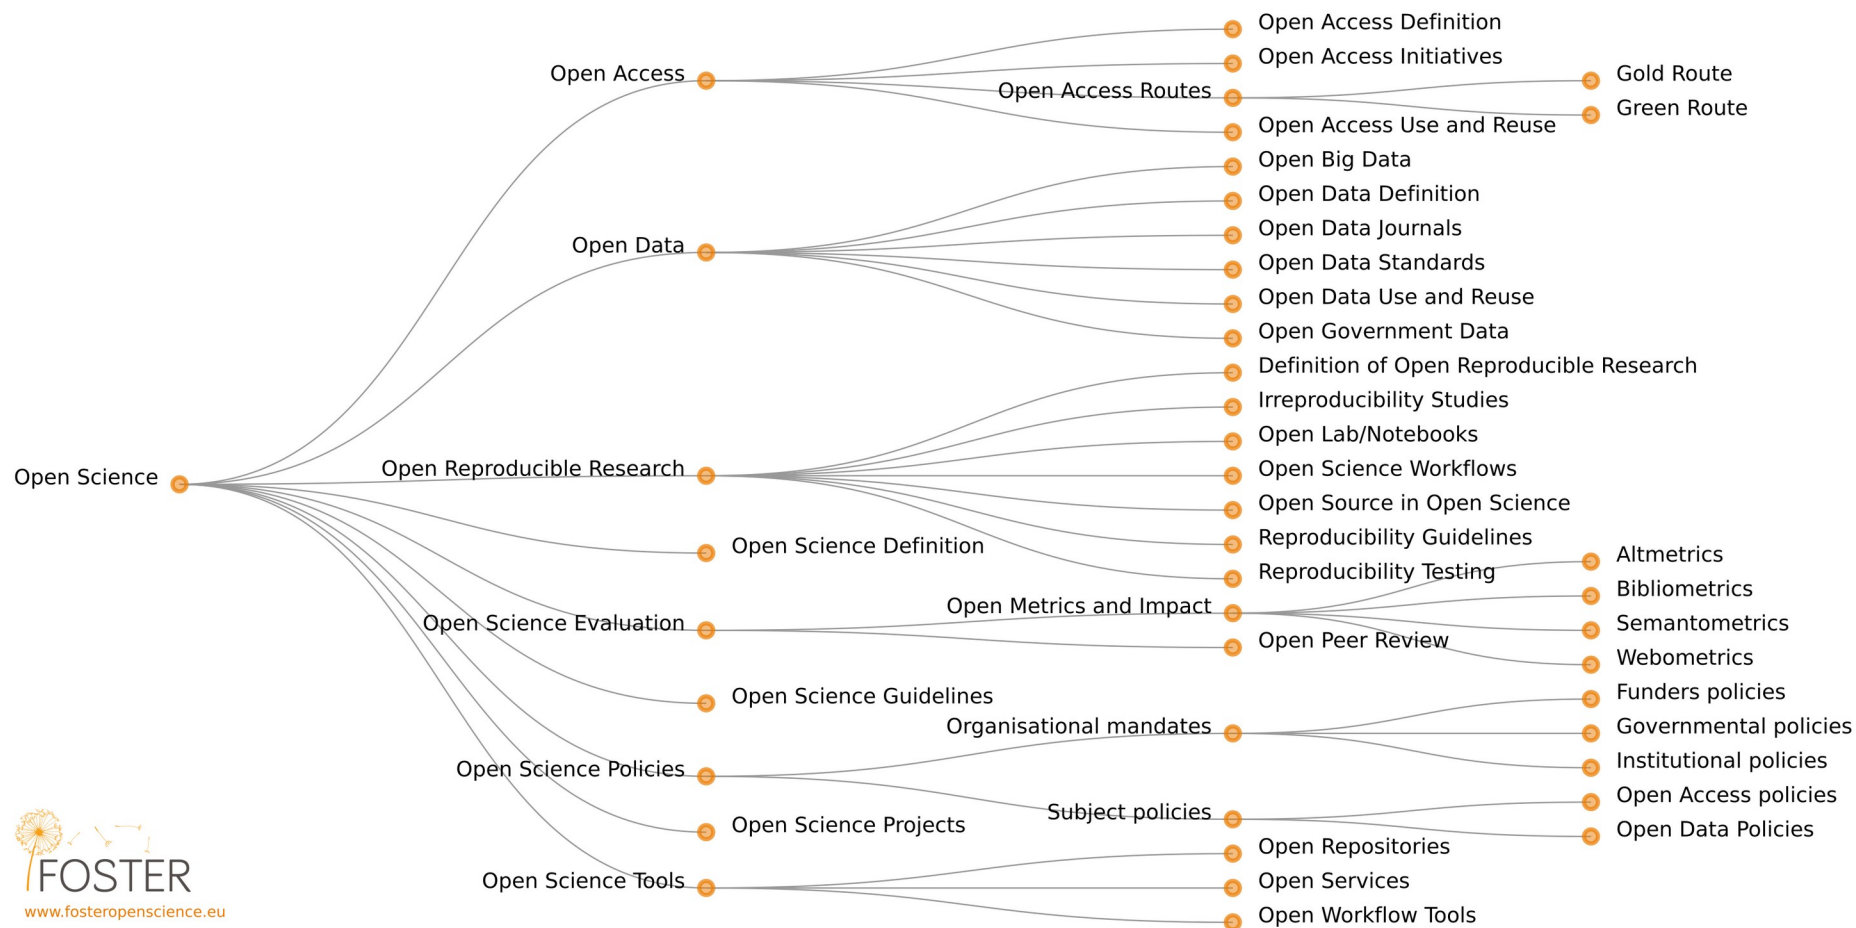 Open Science
Open Access
Open Access Definition
Open Access Initiatives
Open Access Routes
Gold Route
Green Route
Open Access Use and Reuse
Open Data
Open Big Data
Open Data Definition
Open Data Journals
Open Data Standards
Open Data Use and Reuse
Open Government Data
Open Reproducible Research
Definition of Open Reproducible Research
Irreproducibility Studies
Open Lab/Notebooks
Open Science Workflows
Open Source in Open Science
Reproducibility Guidelines
Reproducibility Testing
Open Science Definition
Open Science Evaluation
Open Metrics and Impact
Altmetrics
Bibliometrics
Semantometrics
Webometrics
Open Peer Review
Open Science Guidelines
Open Science Policies
Organisational mandates
Funders policies
Governmental policies
Institutional policies
Subject policies
Open Access policies
Open Data Policies
Open Science Projects
Open Science Tools
Open Repositories
Open Services
Open Workflow Tools
FOSTER
www.fosteropenscience.eu